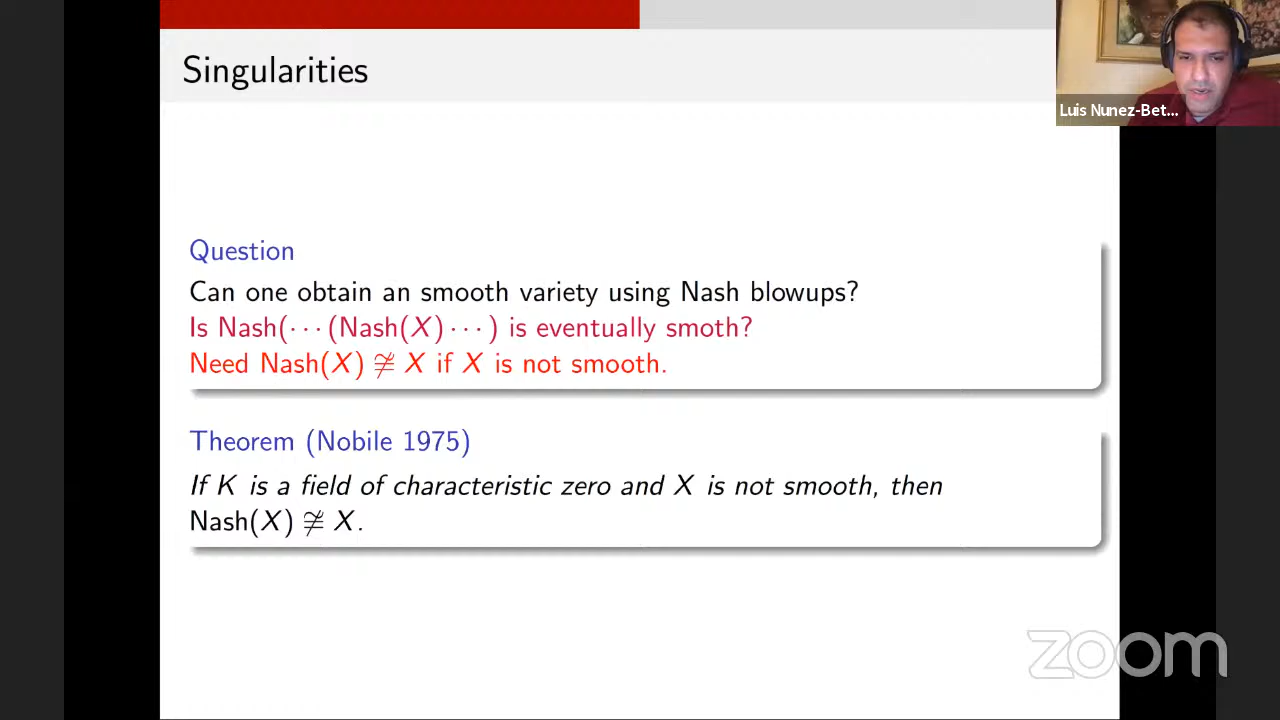 Singularities
Luis Nunez-Bet...
Question
Can one obtain an smooth variety using Nash blowups?
Is Nash(··· (Nash(X) ··· ) is eventually smoth?
Need Nash(X) ≇ X if X is not smooth.
Theorem (Nobile 1975)
If K is a field of characteristic zero and X is not smooth, then
Nash(X) ≇ X.
zoom